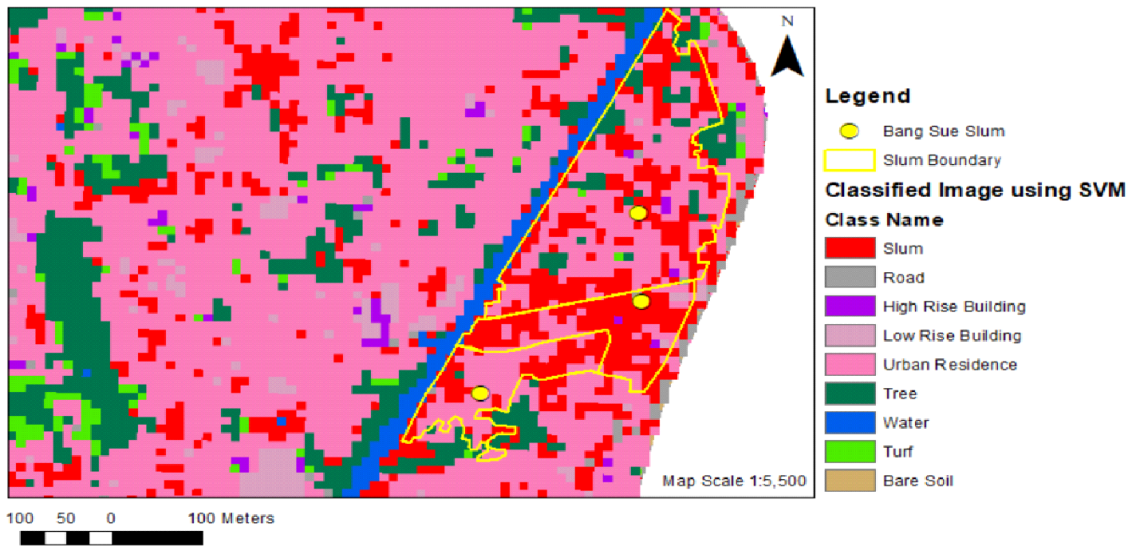 N
Legend
Bang Sue Slum
Slum Boundary
Classified Image using SVM
Class Name
Slum
Road
High Rise Building
Low Rise Building
Urban Residence
Tree
Water
Turf
Bare Soil
Map Scale 1:5,500
100 50 0 100 Meters